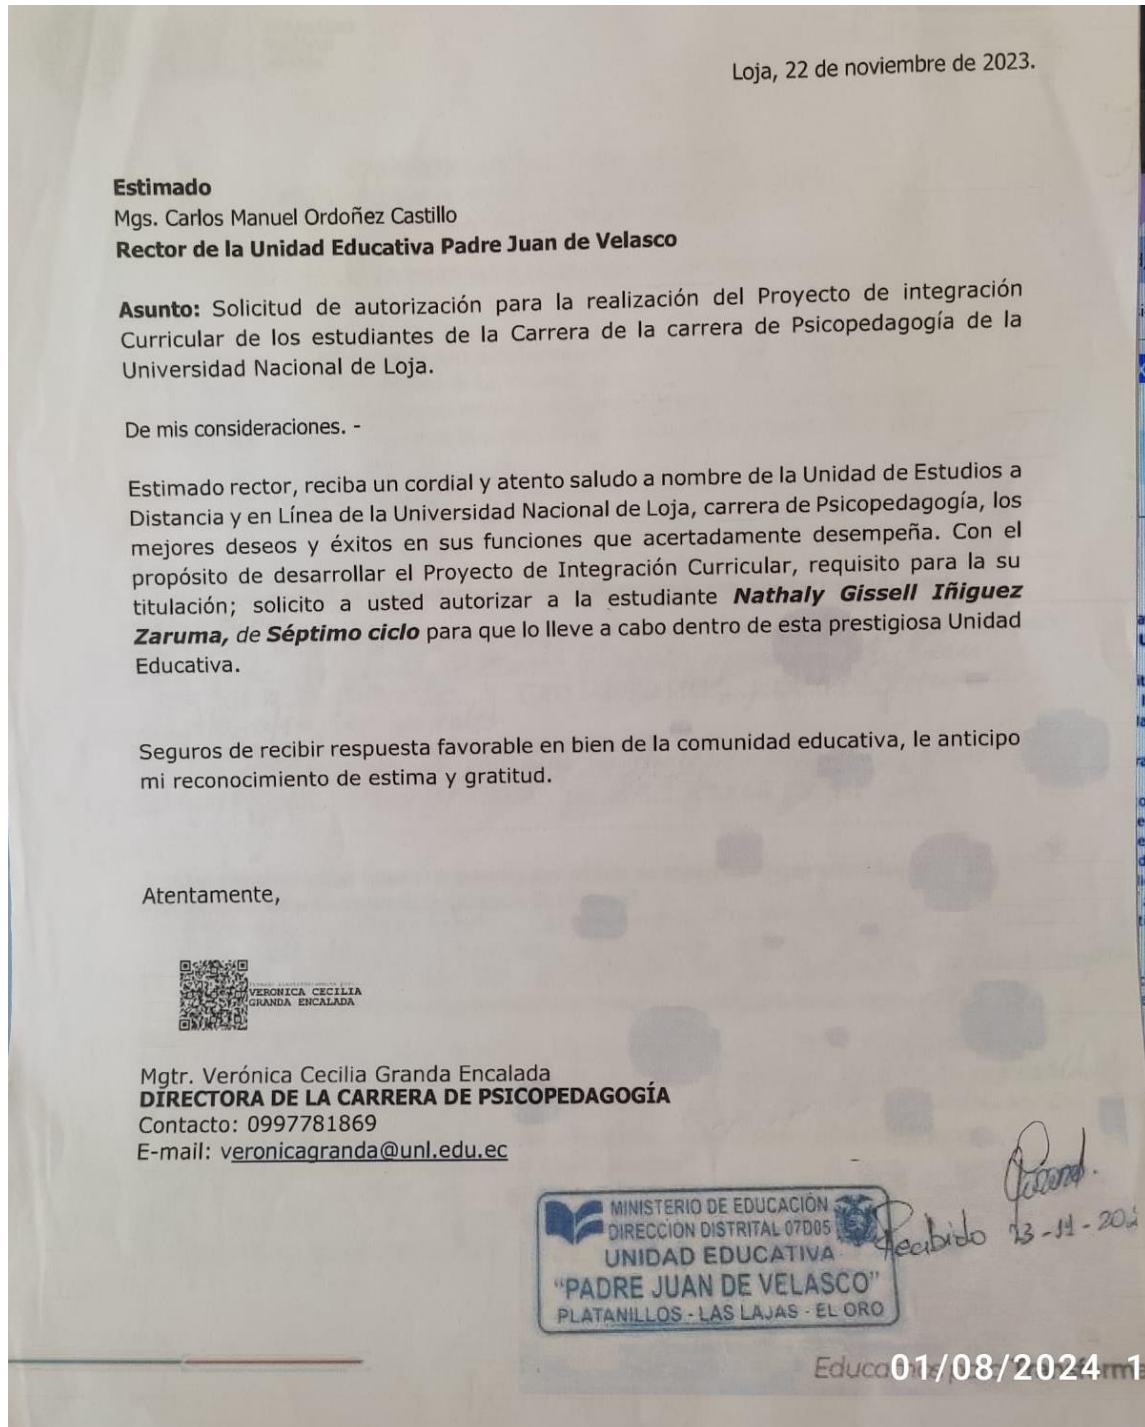 Loja, 22 de noviembre de 2023.
Estimado
Mgs. Carlos Manuel Ordoñez Castillo
Rector de la Unidad Educativa Padre Juan de Velasco
Asunto: Solicitud de autorización para la realización del Proyecto de integración
Curricular de los estudiantes de la Carrera de la carrera de Psicopedagogía de la
Universidad Nacional de Loja.
De mis consideraciones. -
Estimado rector, reciba un cordial y atento saludo a nombre de la Unidad de Estudios a
Distancia y en Línea de la Universidad Nacional de Loja, carrera de Psicopedagogía, los
mejores deseos y éxitos en sus funciones que acertadamente desempeña. Con el
propósito de desarrollar el Proyecto de Integración Curricular, requisito para la su
titulación; solicito a usted autorizar a la estudiante Nathaly Gissell Iñiguez
Zaruma, de Séptimo ciclo para que lo lleve a cabo dentro de esta prestigiosa Unidad
Educativa.
Seguros de recibir respuesta favorable en bien de la comunidad educativa, le anticipo
mi reconocimiento de estima y gratitud.
Atentamente,
VERONICA CECILIA
GRANDA ENCALADA
Mgtr. Verónica Cecilia Granda Encalada
DIRECTORA DE LA CARRERA DE PSICOPEDAGOGÍA
Contacto: 0997781869
E-mail: veronicagranda@unl.edu.ec
MINISTERIO DE EDUCACIÓN
DIRECCIÓN DISTRITAL 07D05
UNIDAD EDUCATIVA
"PADRE JUAN DE VELASCO"
PLATANILLOS - LAS LAJAS - EL ORO
Recibido 23-11-202
01/08/2024 1